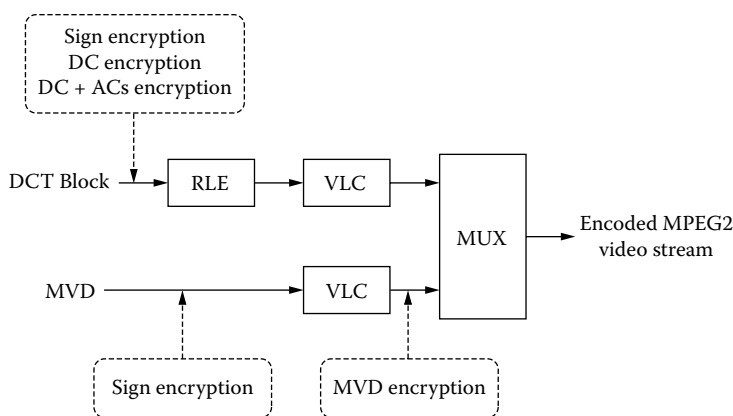 Sign encryption
DC encryption
DC + ACs encryption
DCT Block
RLE
VLC
MUX
Encoded MPEG2
video stream
MVD
VLC
Sign encryption
MVD encryption